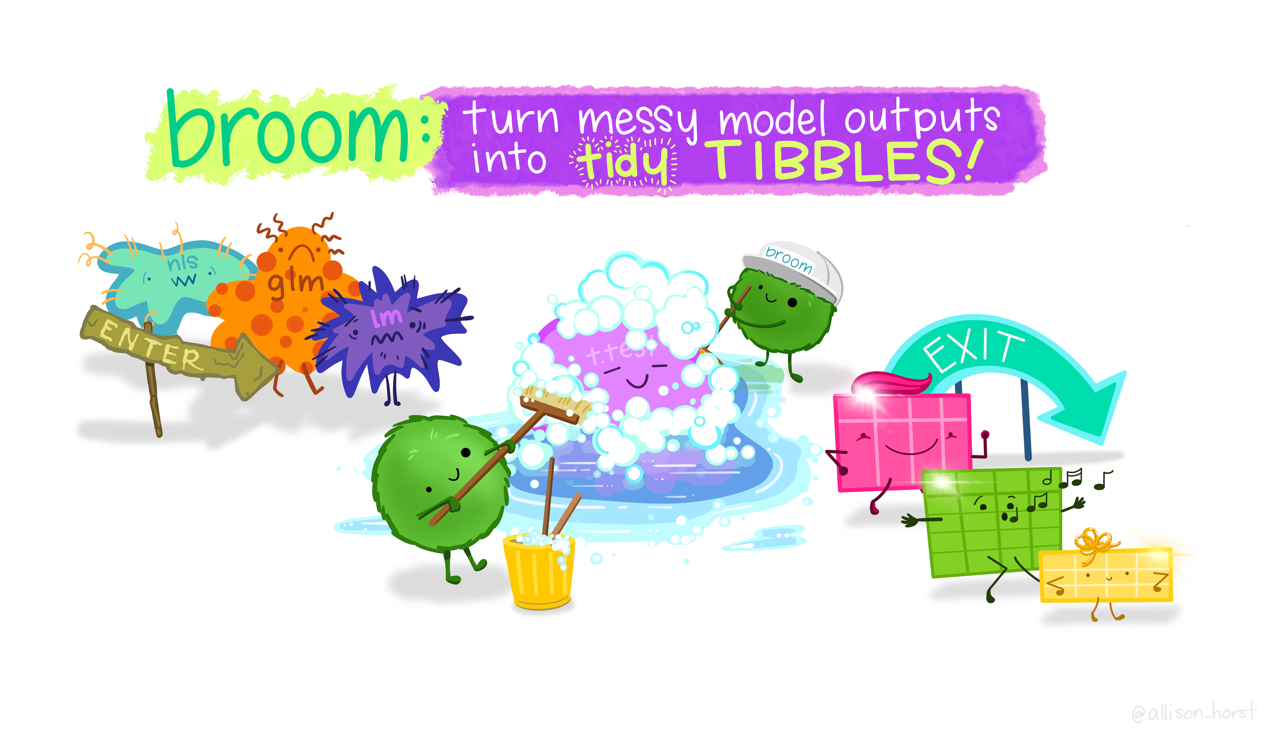 broom: turn messy model outputs
into tidy TIBBLES!
nls
glm
lm
ENTER
t.test
broom
EXIT
@allison_horst